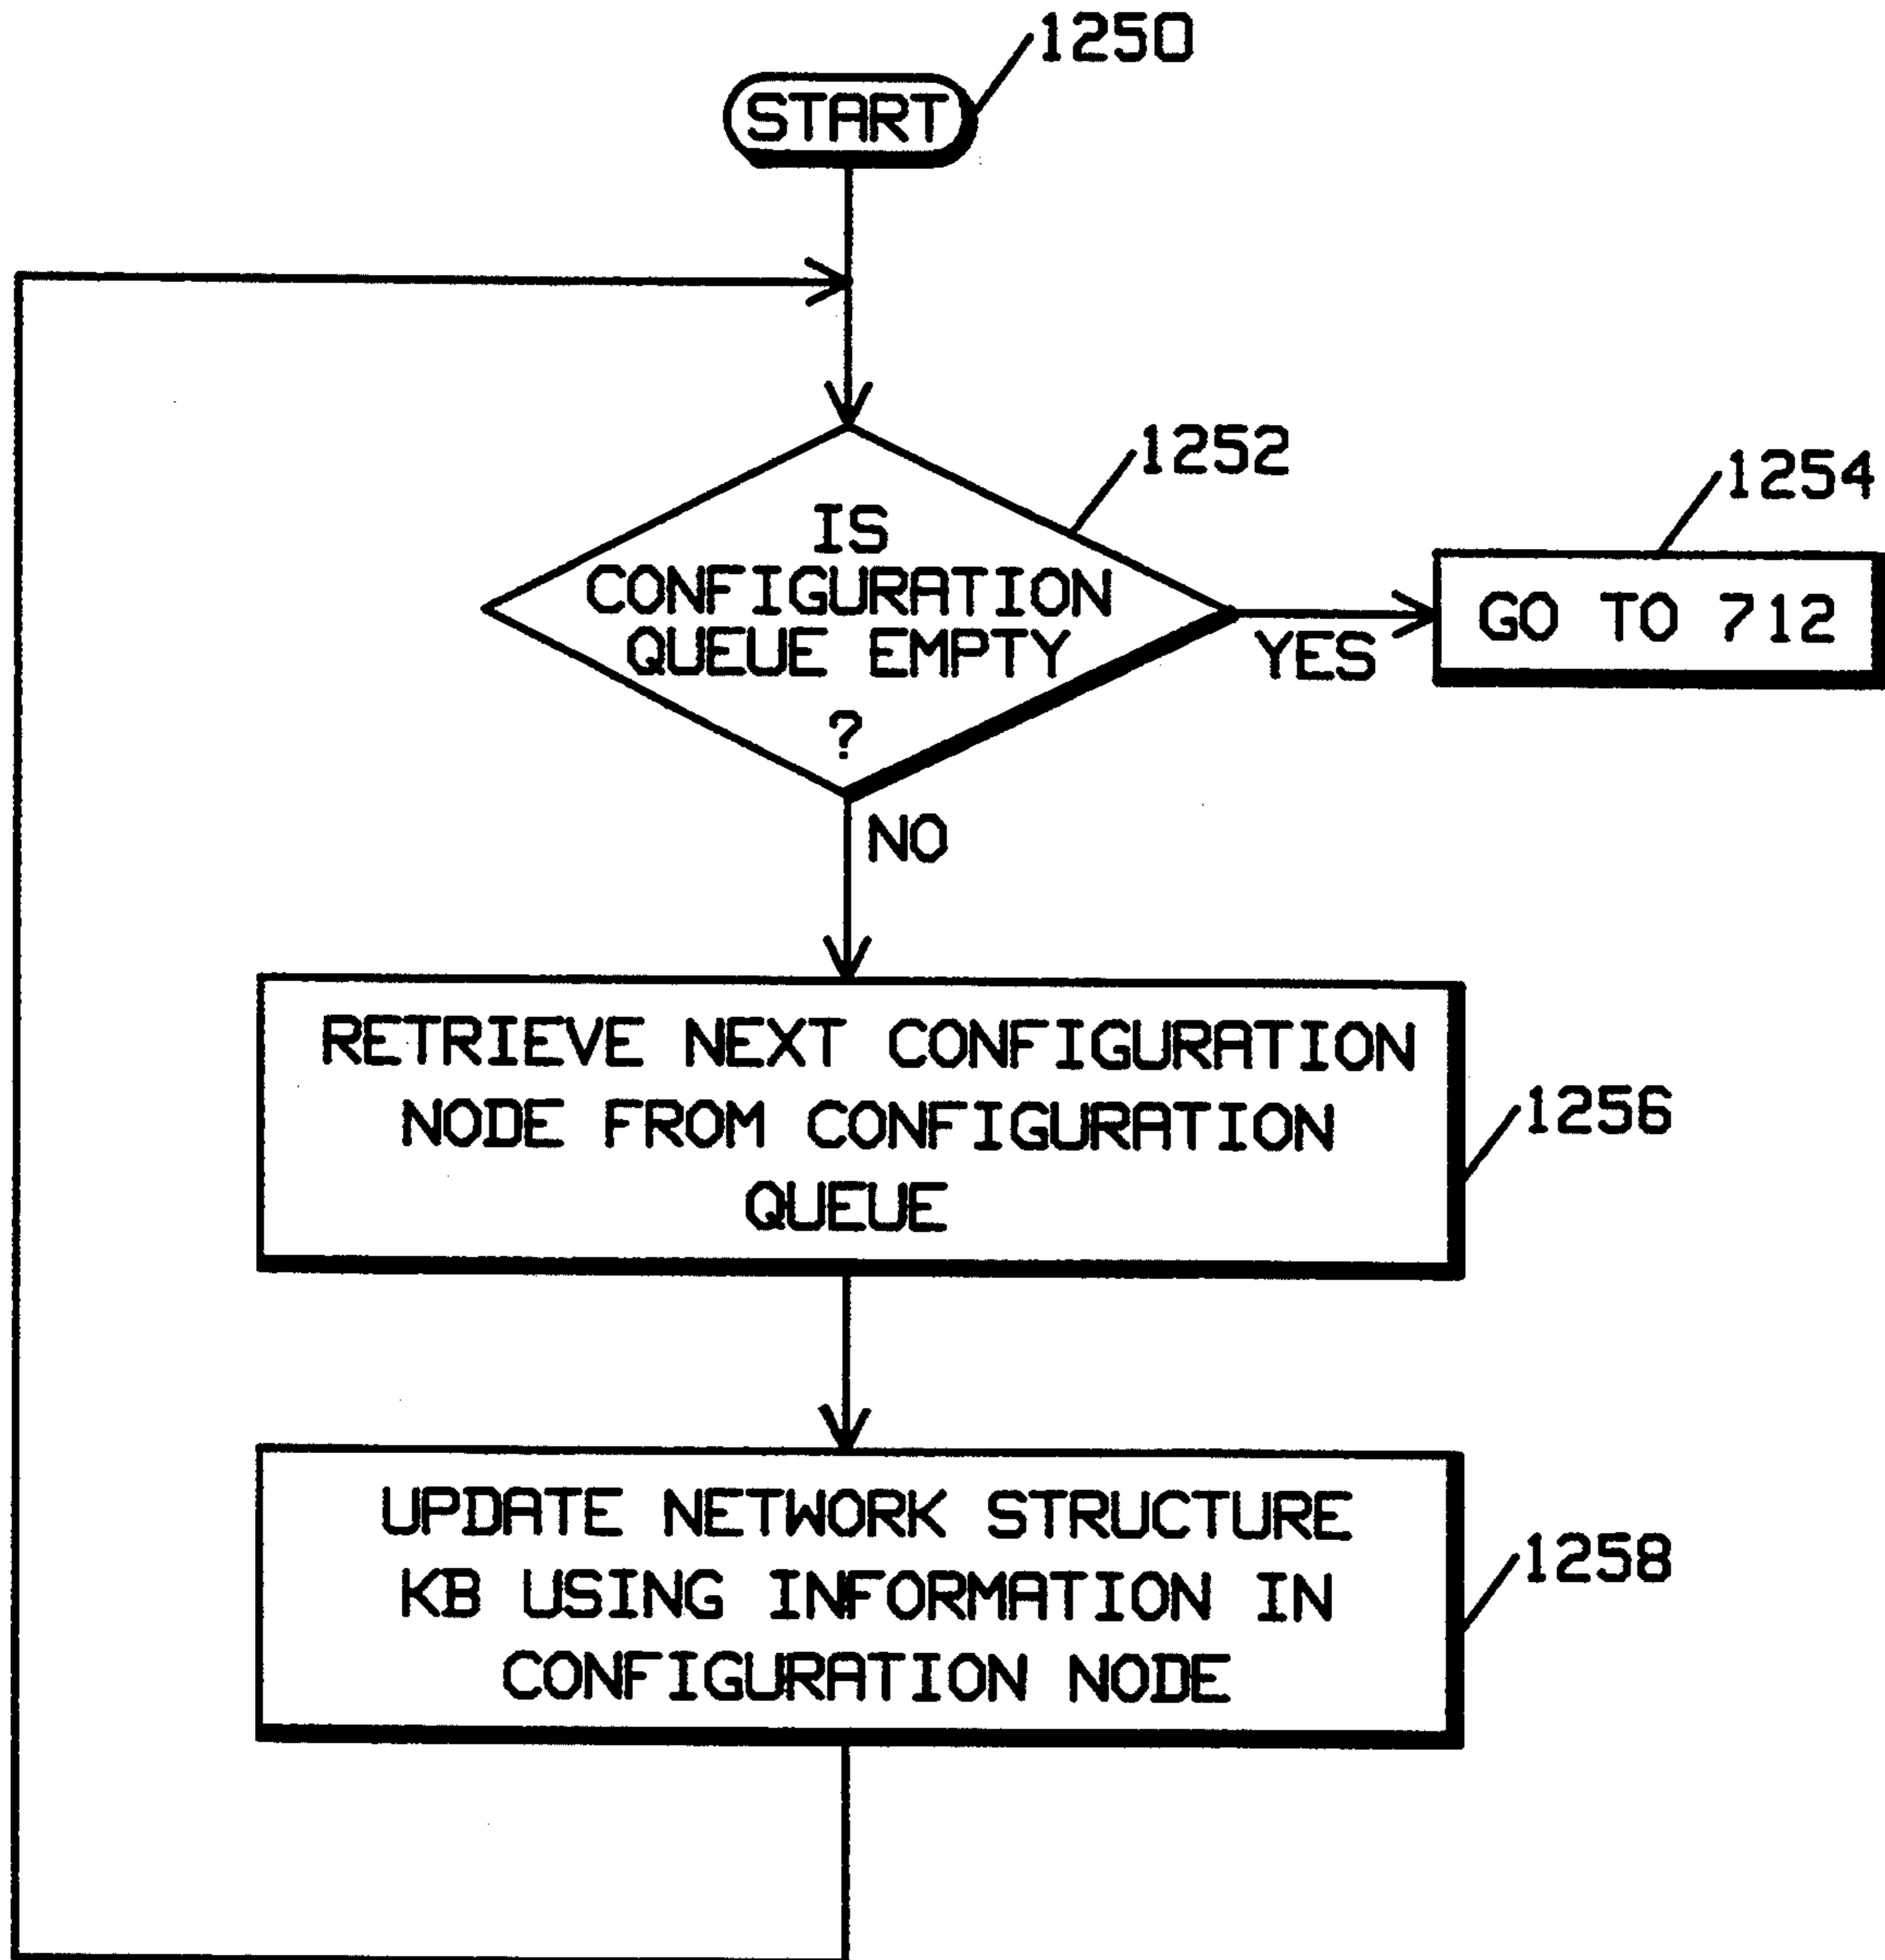 1250
START
1252
1254
IS
CONFIGURATION
QUEUE EMPTY
?
YES
GO TO 712
NO
RETRIEVE NEXT CONFIGURATION
NODE FROM CONFIGURATION
QUEUE
1256
UPDATE NETWORK STRUCTURE
KB USING INFORMATION IN
CONFIGURATION NODE
1258